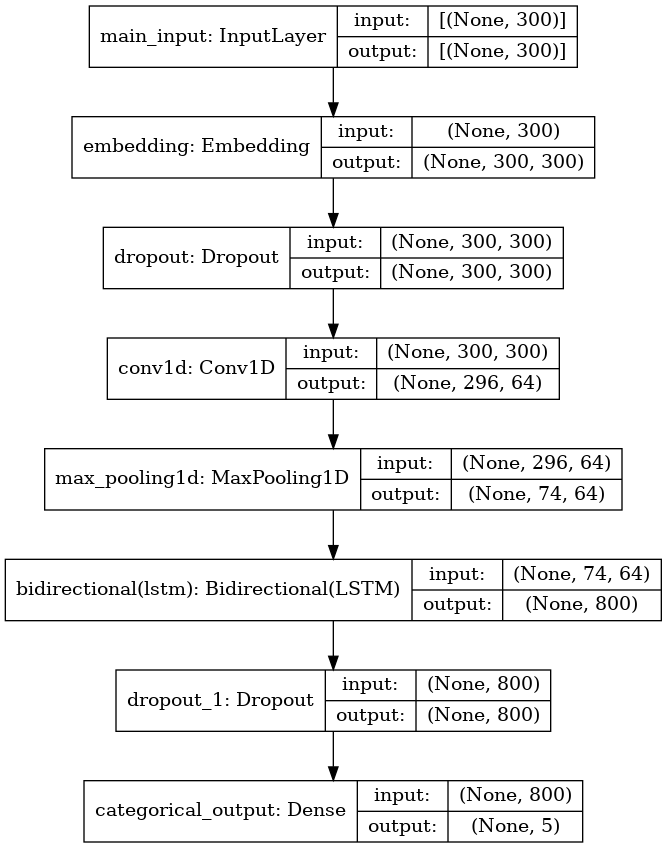 main_input: InputLayer
input:
[(None, 300)]
output:
[(None, 300)]
embedding: Embedding
input:
(None, 300)
output:
(None, 300, 300)
dropout: Dropout
input:
(None, 300, 300)
output:
(None, 300, 300)
conv1d: Conv1D
input:
(None, 300, 300)
output:
(None, 296, 64)
max_pooling1d: MaxPooling1D
input:
(None, 296, 64)
output:
(None, 74, 64)
bidirectional(lstm): Bidirectional(LSTM)
input:
(None, 74, 64)
output:
(None, 800)
dropout_1: Dropout
input:
(None, 800)
output:
(None, 800)
categorical_output: Dense
input:
(None, 800)
output:
(None, 5)